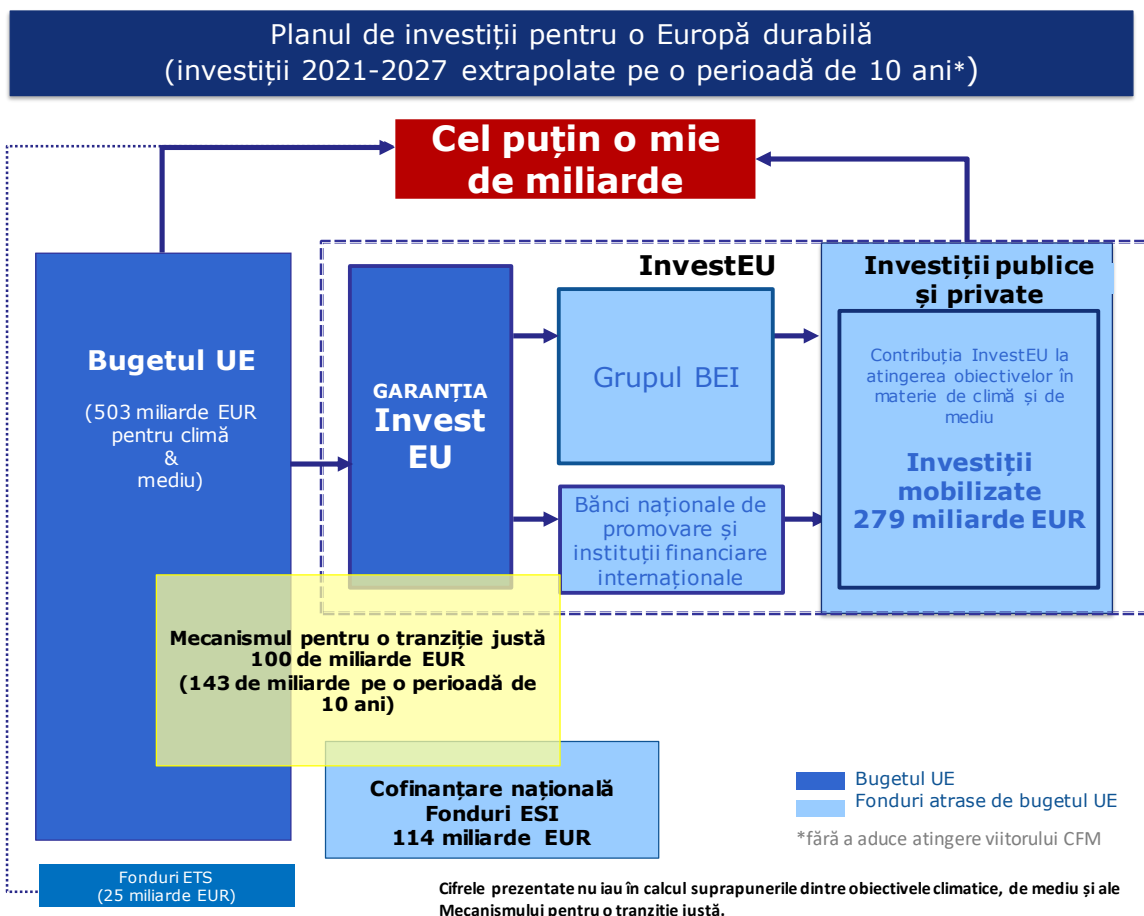 Planul de investiții pentru o Europă durabilă
(investiții 2021-2027 extrapolate pe o perioadă de 10 ani*)
Cel puțin o mie
de miliarde
Bugetul UE
(503 miliarde EUR
pentru climă
&
mediu)
InvestEU
GARANȚIA
Invest
EU
Grupul BEI
Bănci naționale de
promovare și
instituții financiare
internaționale
Investiții publice
și private
Contribuția InvestEU la
atingerea obiectivelor în
materie de climă și de
mediu
Investiții
mobilizate
279 miliarde EUR
Mecanismul pentru o tranziție justă
100 de miliarde EUR
(143 de miliarde pe o perioadă de
10 ani)
Cofinanțare națională
Fonduri ESI
114 miliarde EUR
Bugetul UE
Fonduri atrase de bugetul UE
*fără a aduce atingere viitorului CFM
Fonduri ETS
(25 miliarde EUR)
Cifrele prezentate nu iau în calcul suprapunerile dintre obiectivele climatice, de mediu și ale
Mecanismului pentru o tranziție justă.